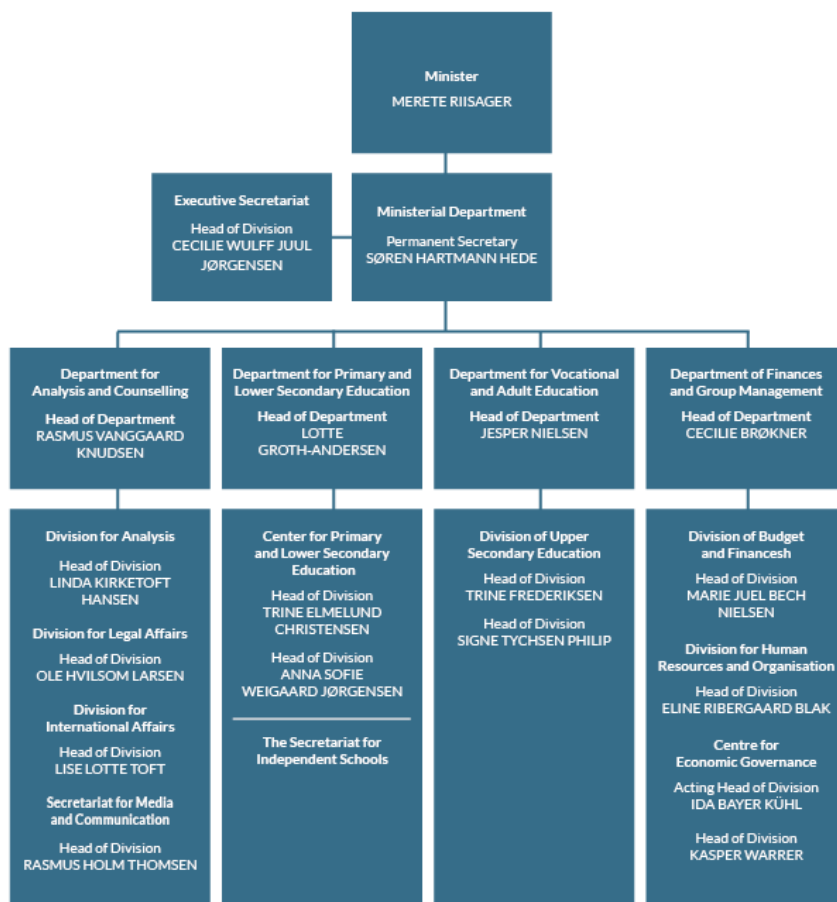 Minister
MERETE RIISAGER
Executive Secretariat
Head of Division
CECILIE WULFF JUUL
JØRGENSEN
Ministerial Department
Permanent Secretary
SØREN HARTMANN HEDE
Department for
Analysis and Counselling
Head of Department
RASMUS VANGGAARD
KNUDSEN
Department for Primary and
Lower Secondary Education
Head of Department
LOTTE
GROTH-ANDERSEN
Department for Vocational
and Adult Education
Head of Department
JESPER NIELSEN
Department of Finances
and Group Management
Head of Department
CECILIE BRØKNER
Division for Analysis
Head of Division
LINDA KIRKETOFT
HANSEN
Division for Legal Affairs
Head of Division
OLE HVILSOM LARSEN
Division for
International Affairs
Head of Division
LISE LOTTE TOFT
Secretariat for Media
and Communication
Head of Division
RASMUS HOLM THOMSEN
Center for Primary
and Lower Secondary
Education
Head of Division
TRINE ELMELUND
CHRISTENSEN
Head of Division
ANNA SOFIE
WEIGAARD JØRGENSEN
The Secretariat for
Independent Schools
Division of Upper
Secondary Education
Head of Division
TRINE FREDERIKSEN
Head of Division
SIGNE TYCHSEN PHILIP
Division of Budget
and Financesh
Head of Division
MARIE JUEL BECH
NIELSEN
Division for Human
Resources and Organisation
Head of Division
ELINE RIBERGAARD BLAK
Centre for
Economic Governance
Acting Head of Division
IDA BAYER KÜHL
Head of Division
KASPER WARRER